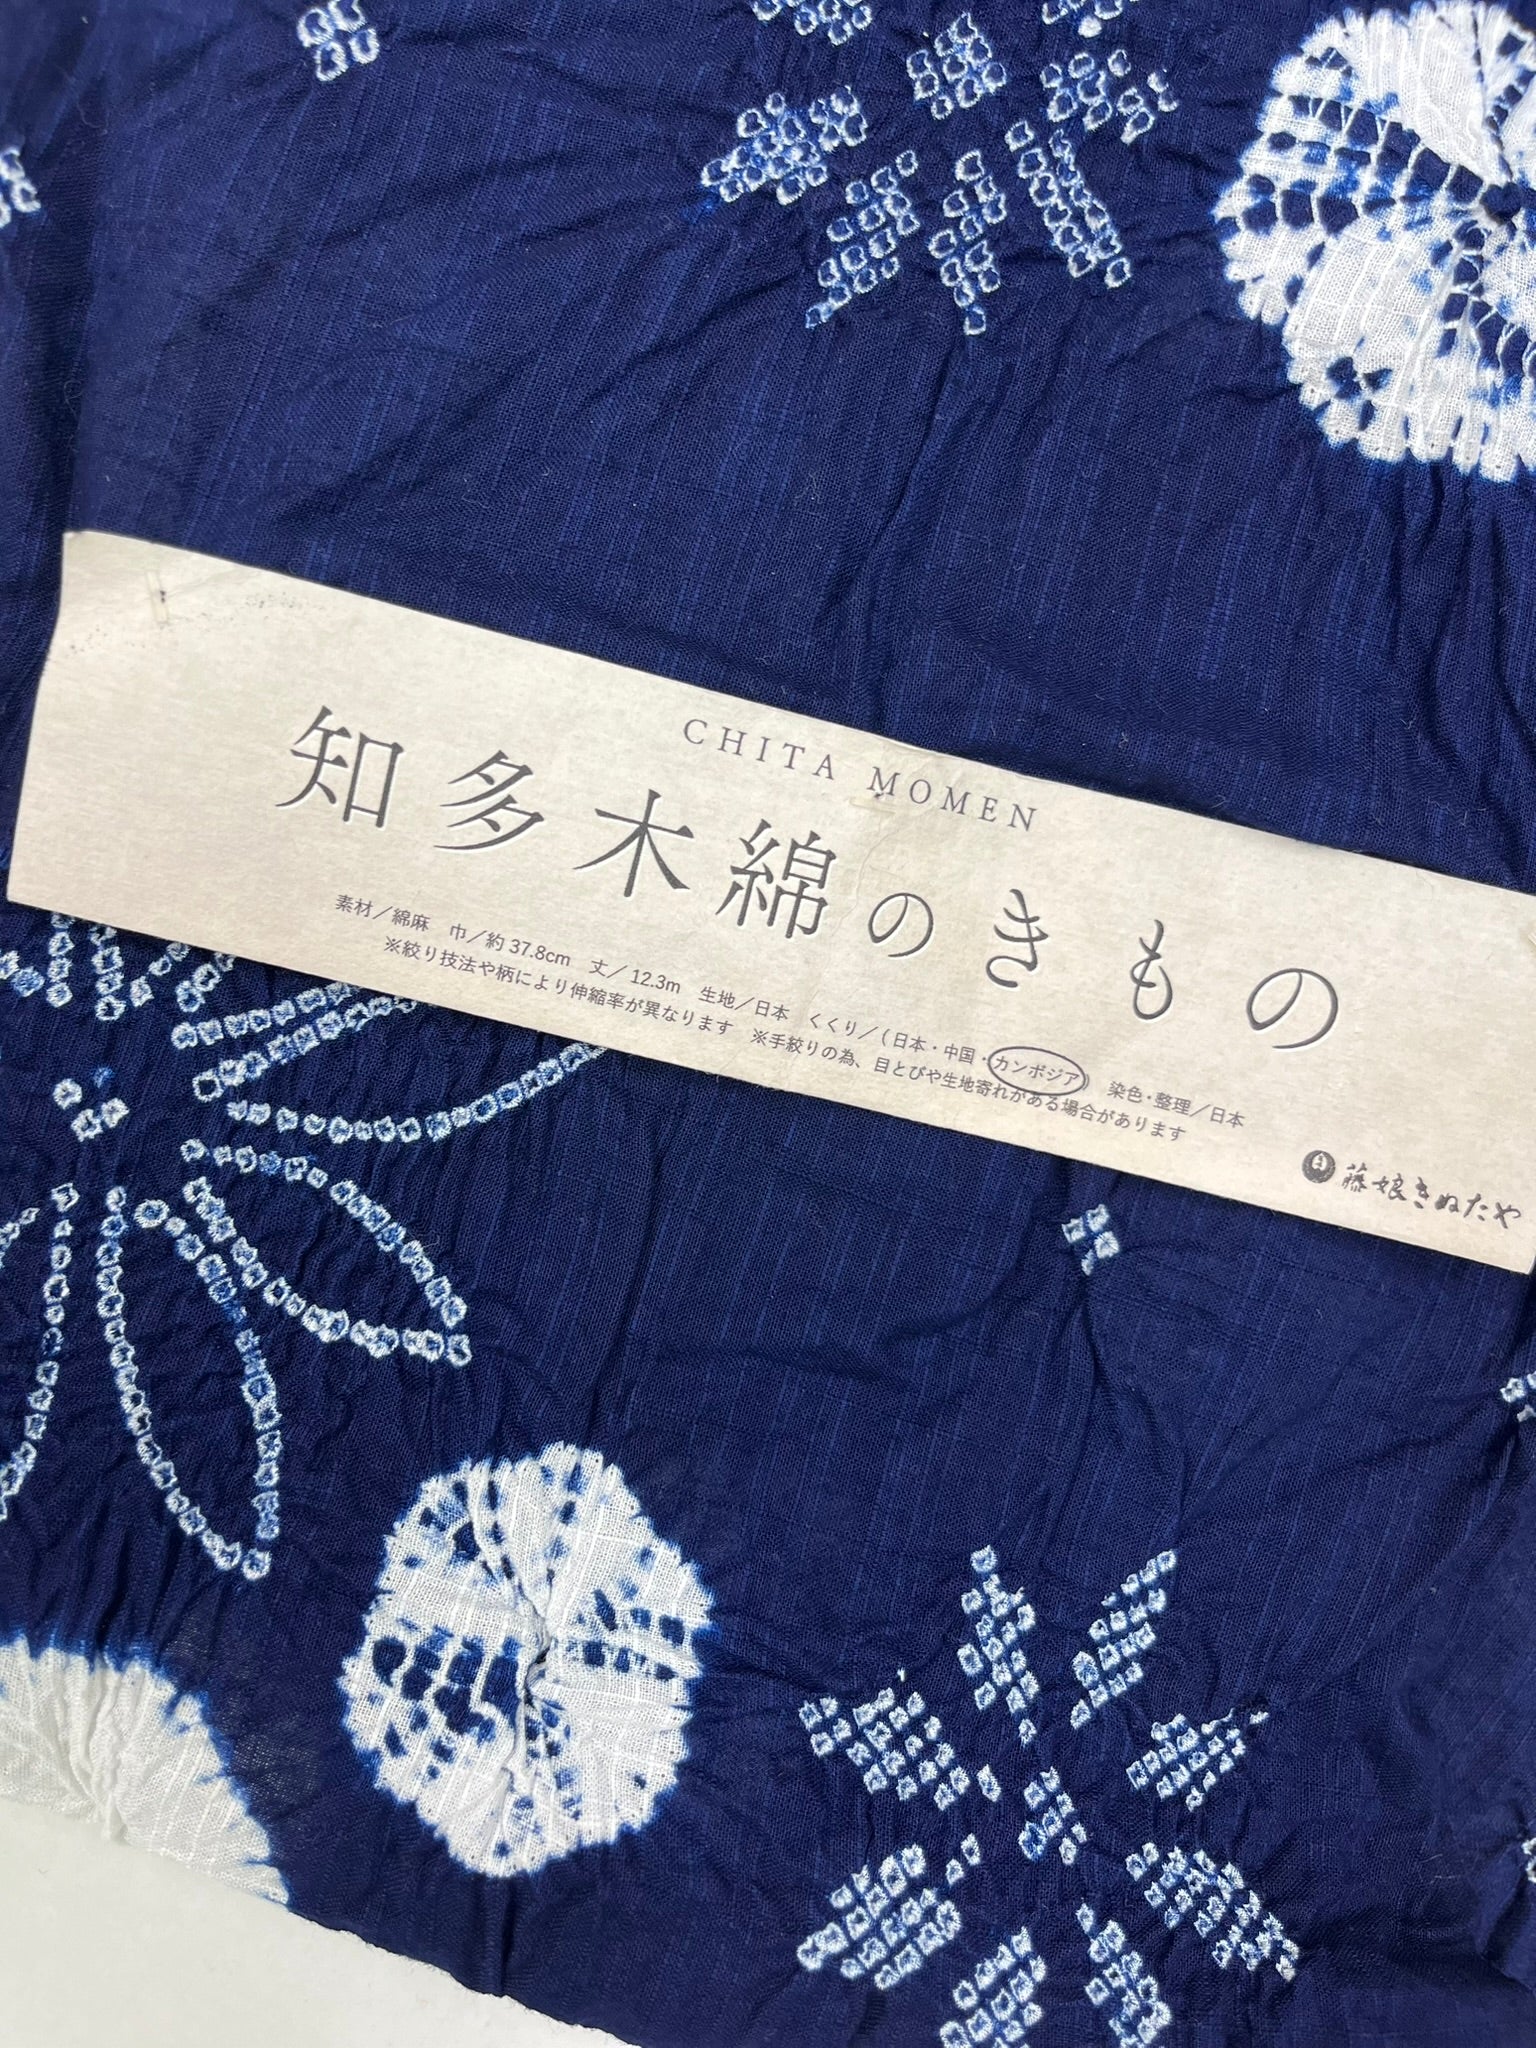 CHITA MOMEN
知多木綿のきもの
素材／綿麻　巾／約37.8cm　丈／12.3m　生地／日本　くくり／(日本・中国・カンボジア)　染色・整理／日本
※絞り技法や柄により伸縮率が異なります　※手絞りの為、目とびや生地寄れがある場合があります
藤娘きぬたや